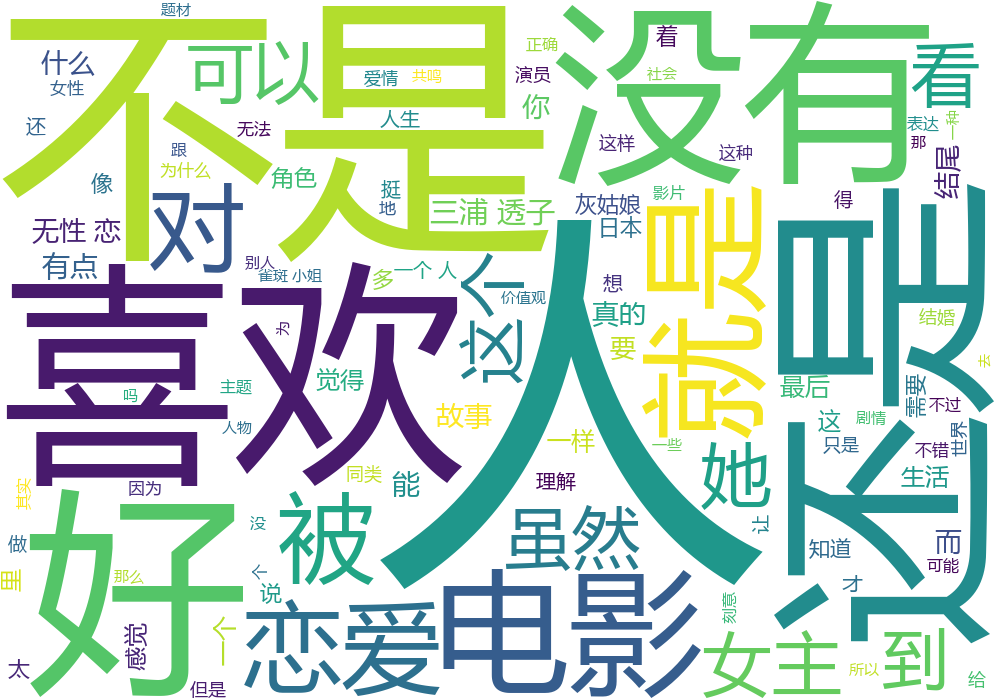 题材
不是
没有
可以
什么
女性
还
跟
无法
为什么
像
爱情
共鸣
人生
角色
挺
地
演员
正确
你
着
社会
这样
这种
看
表达
一种
那
结尾
得
影片
灰姑娘
日本
三浦 透子
无性 恋
有点
对
别人
雀斑 小姐
多
一个 人
这个
价值观
想
真的
要
就是
还是
结婚
去
喜欢
人
为
吗
主题
人物
觉得
故事
一样
最后
这
需要
不过
剧情
只是
不错
世界
一些
她
生活
同类
能
理解
因为
其实
好
被
没
虽然
让
知道
而
可能
才
做
里
那么
个
说
恋爱
电影
刻意
女主
到
所以
给
太
感觉
一个
但是